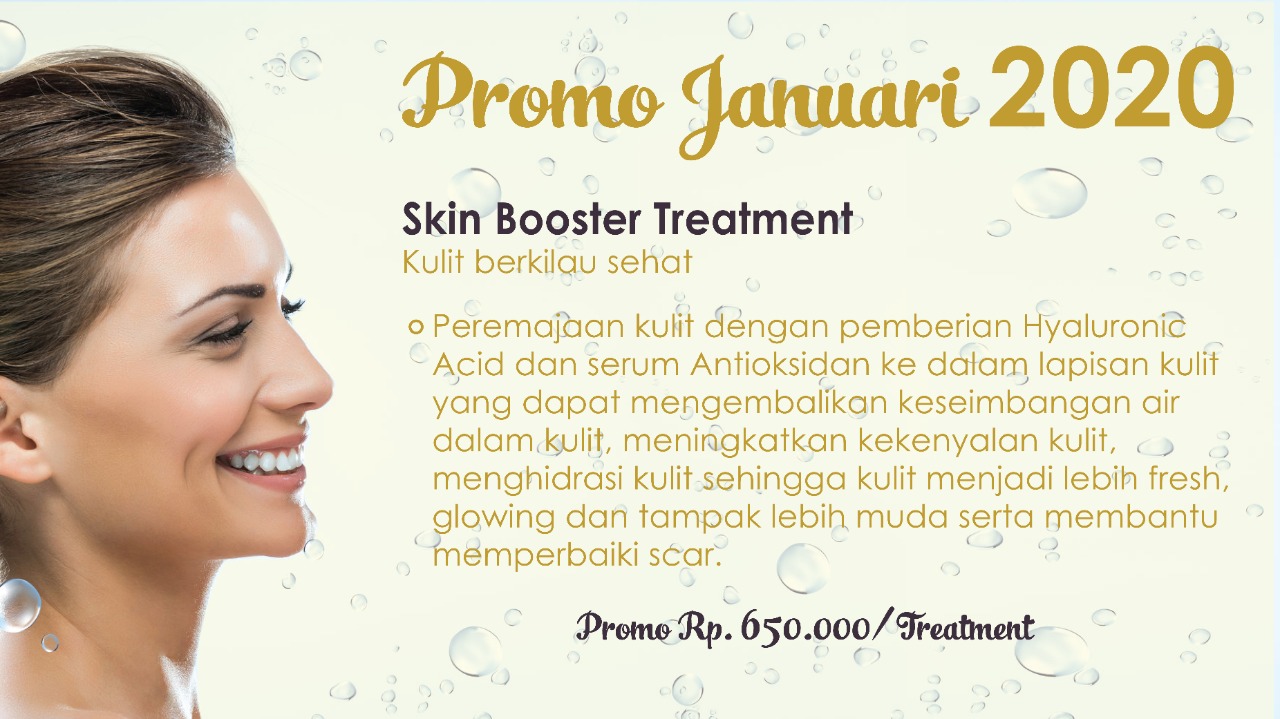 Promo Januari 2020
Skin Booster Treatment
Kulit berkilau sehat
Peremajaan kulit dengan pemberian Hyaluronic
Acid dan serum Antioksidan ke dalam lapisan kulit
yang dapat mengembalikan keseimbangan air
dalam kulit, meningkatkan kekenyalan kulit,
menghidrasi kulit sehingga kulit menjadi lebih fresh,
glowing dan tampak lebih muda serta membantu
memperbaiki scar.
Promo Rp. 650.000/Treatment